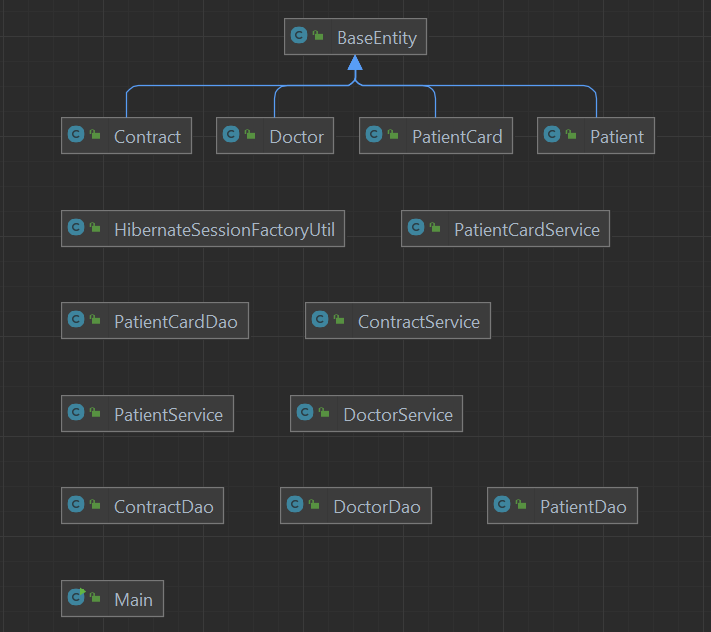 BaseEntity
Contract Doctor PatientCard Patient
HibernateSessionFactoryUtil PatientCardService
PatientCardDao ContractService
PatientService DoctorService
ContractDao DoctorDao PatientDao
Main